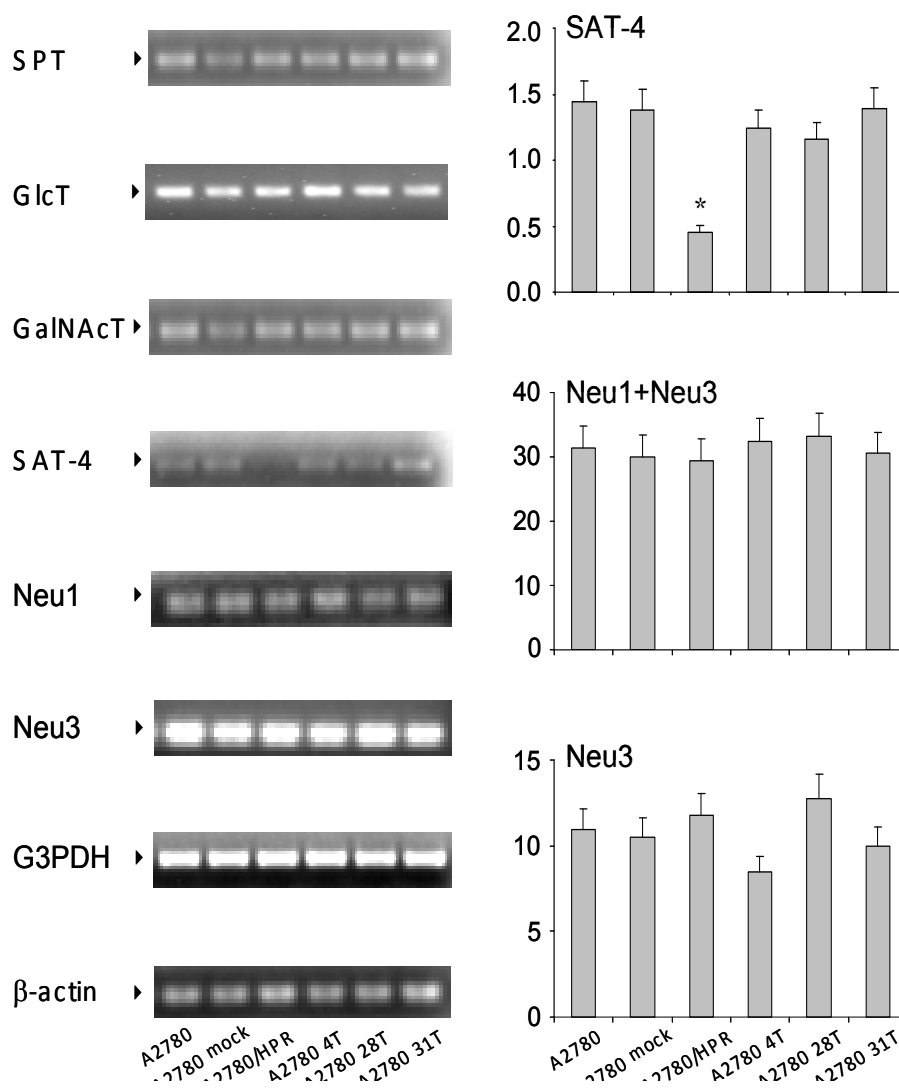 SPT
GlcT
GalNAcT
SAT-4
Neu1
Neu3
G3PDH
β-actin
A2780
A2780 mock
A2780/HPR
A2780 4T
A2780 28T
A2780 31T
SAT-4
2.0
1.5
1.0
0.5
0.0
*
Neu1+Neu3
40
30
20
10
0
Neu3
15
10
5
0
A2780
2780 mock
A2780/HPR
A2780 4T
A2780 28T
A2780 31T